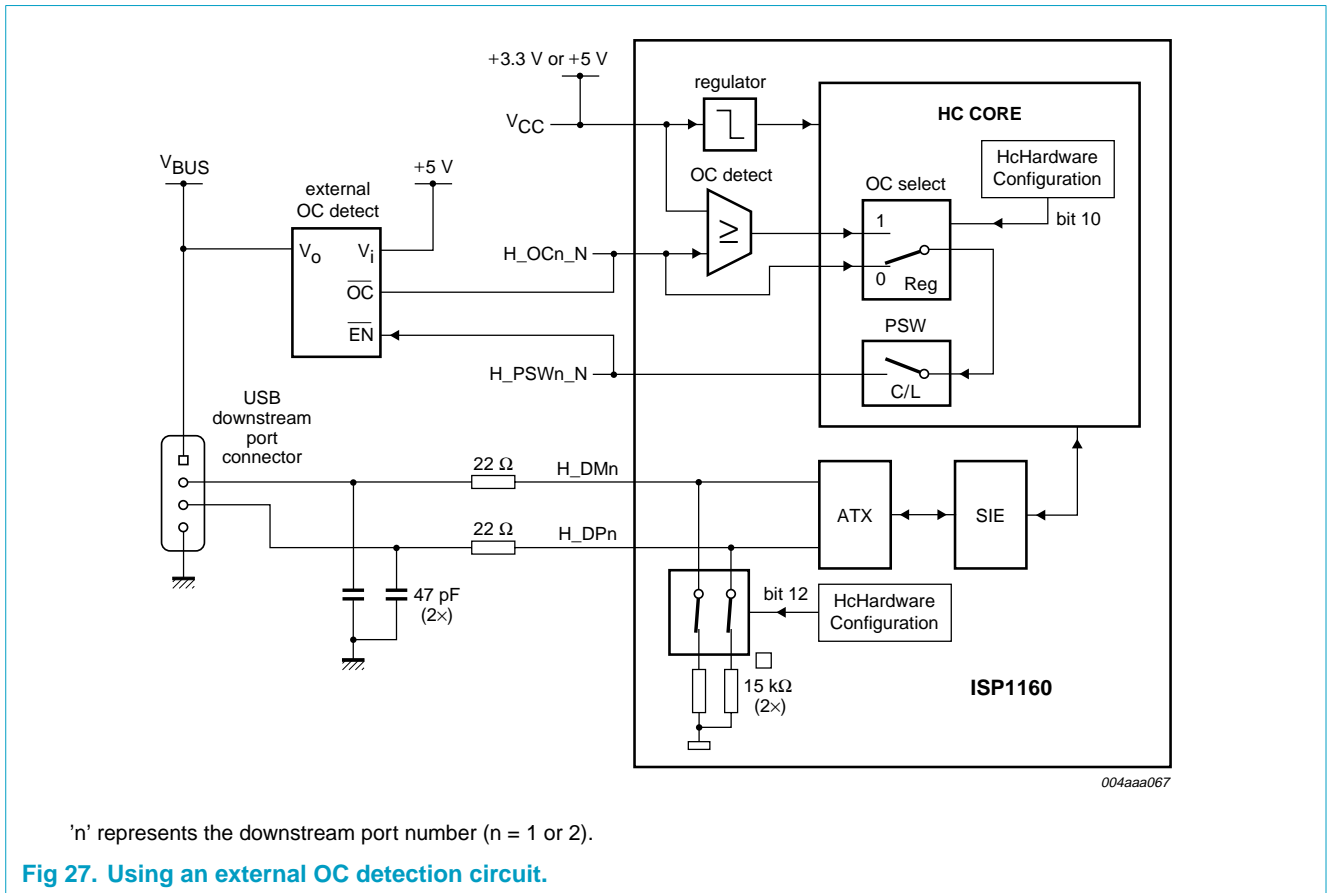 +3.3 V or +5 V
VCC
regulator
HC CORE
HcHardware
Configuration
bit 10
OC select
1
0
Reg
OC detect
≥
VBUS
+5 V
external
OC detect
VO
Vi
OC
EN
H_OCn_N
H_PSWn_N
PSW
C/L
USB
downstream
port
connector
22 Ω
H_DMn
22 Ω
H_DPn
47 pF
(2×)
ATX
SIE
bit 12
HcHardware
Configuration
15 kΩ
(2×)
ISP1160
004aaa067
'n' represents the downstream port number (n = 1 or 2).
Fig 27. Using an external OC detection circuit.